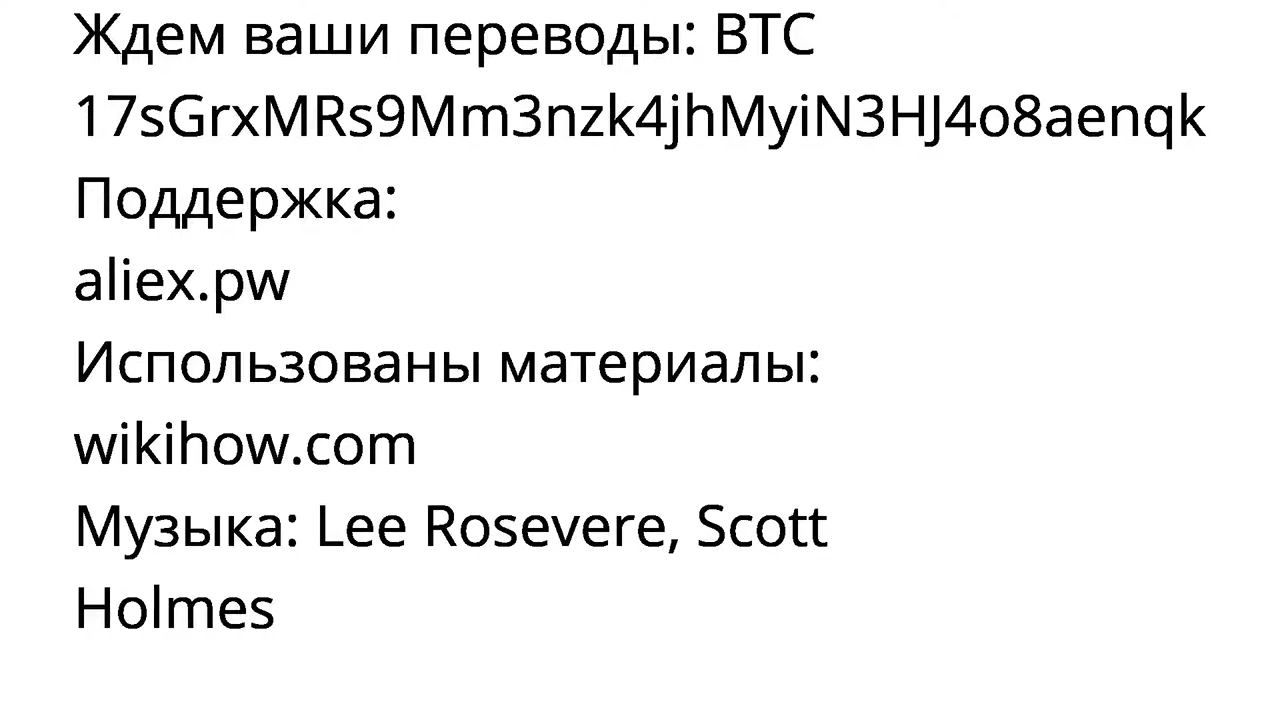 Ждем ваши переводы: BTC
17sGrxMRs9Mm3nzk4jhMyiN3HJ4o8aenqk
Поддержка:
aliex.pw
Использованы материалы:
wikihow.com
Музыка: Lee Rosevere, Scott
Holmes